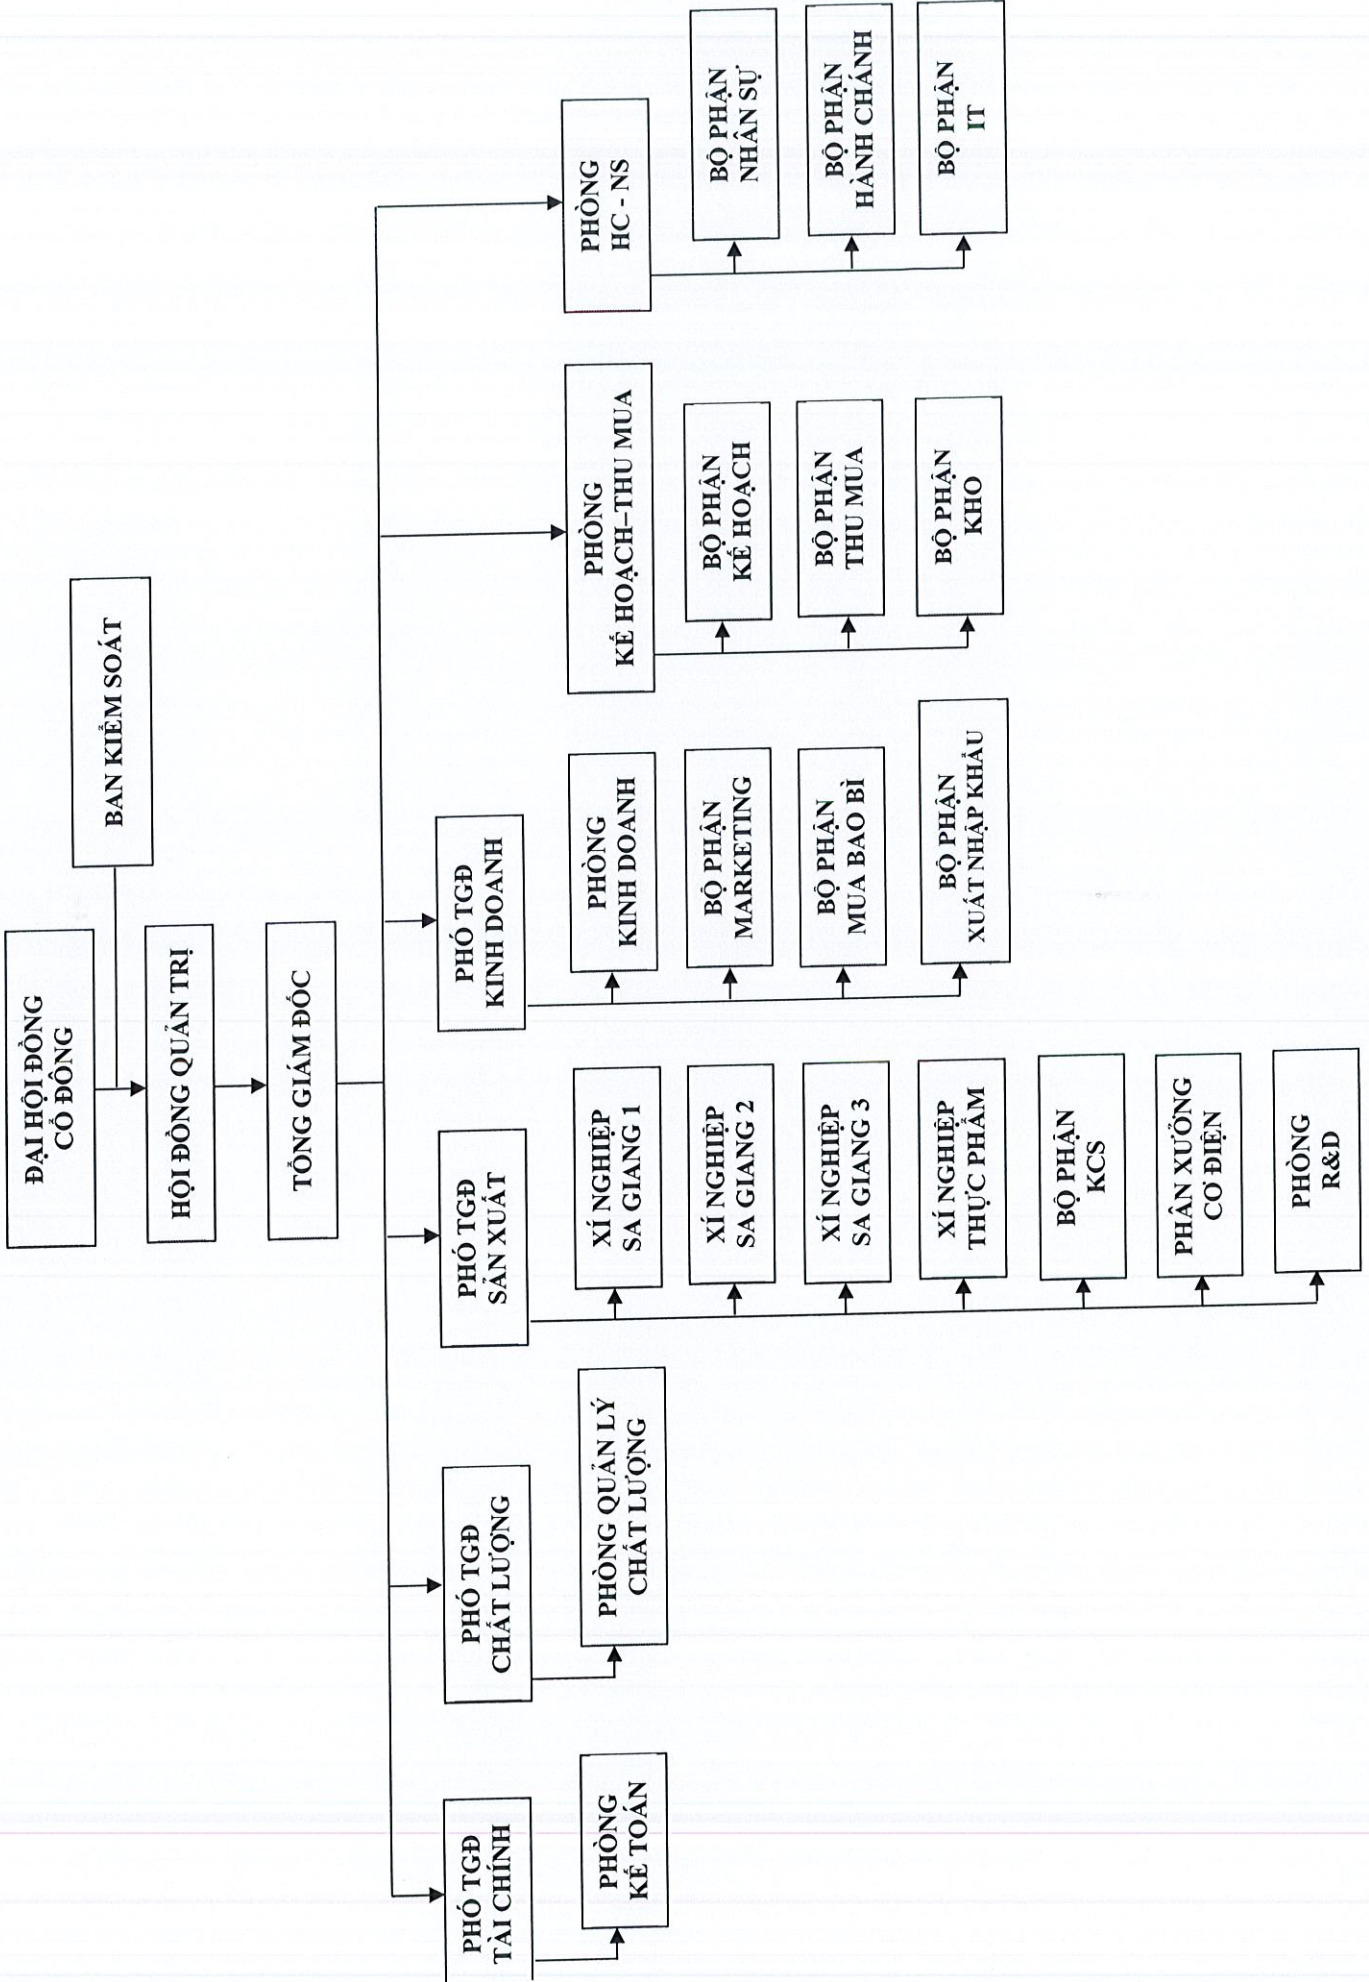 ĐẠI HỘI ĐỒNG
CỔ ĐÔNG
BAN KIỂM SOÁT
HỘI ĐỒNG QUẢN TRỊ
TỔNG GIÁM ĐỐC
PHÓ TGĐ
TÀI CHÍNH
PHÒNG
KẾ TOÁN
PHÓ TGĐ
CHẤT LƯỢNG
PHÒNG QUẢN LÝ
CHẤT LƯỢNG
PHÓ TGĐ
SẢN XUẤT
XÍ NGHIỆP
SA GIANG 1
XÍ NGHIỆP
SA GIANG 2
XÍ NGHIỆP
SA GIANG 3
XÍ NGHIỆP
THỰC PHẨM
BỘ PHẬN
KCS
PHÂN XƯỞNG
CƠ ĐIỆN
PHÒNG
R&D
PHÓ TGĐ
KINH DOANH
PHÒNG
KINH DOANH
BỘ PHẬN
MARKETING
BỘ PHẬN
MUA BAO BÌ
BỘ PHẬN
XUẤT NHẬP KHẨU
PHÒNG
KẾ HOẠCH–THU MUA
BỘ PHẬN
KẾ HOẠCH
BỘ PHẬN
THU MUA
BỘ PHẬN
KHO
PHÒNG
HC - NS
BỘ PHẬN
NHÂN SỰ
BỘ PHẬN
HÀNH CHÁNH
BỘ PHẬN
IT